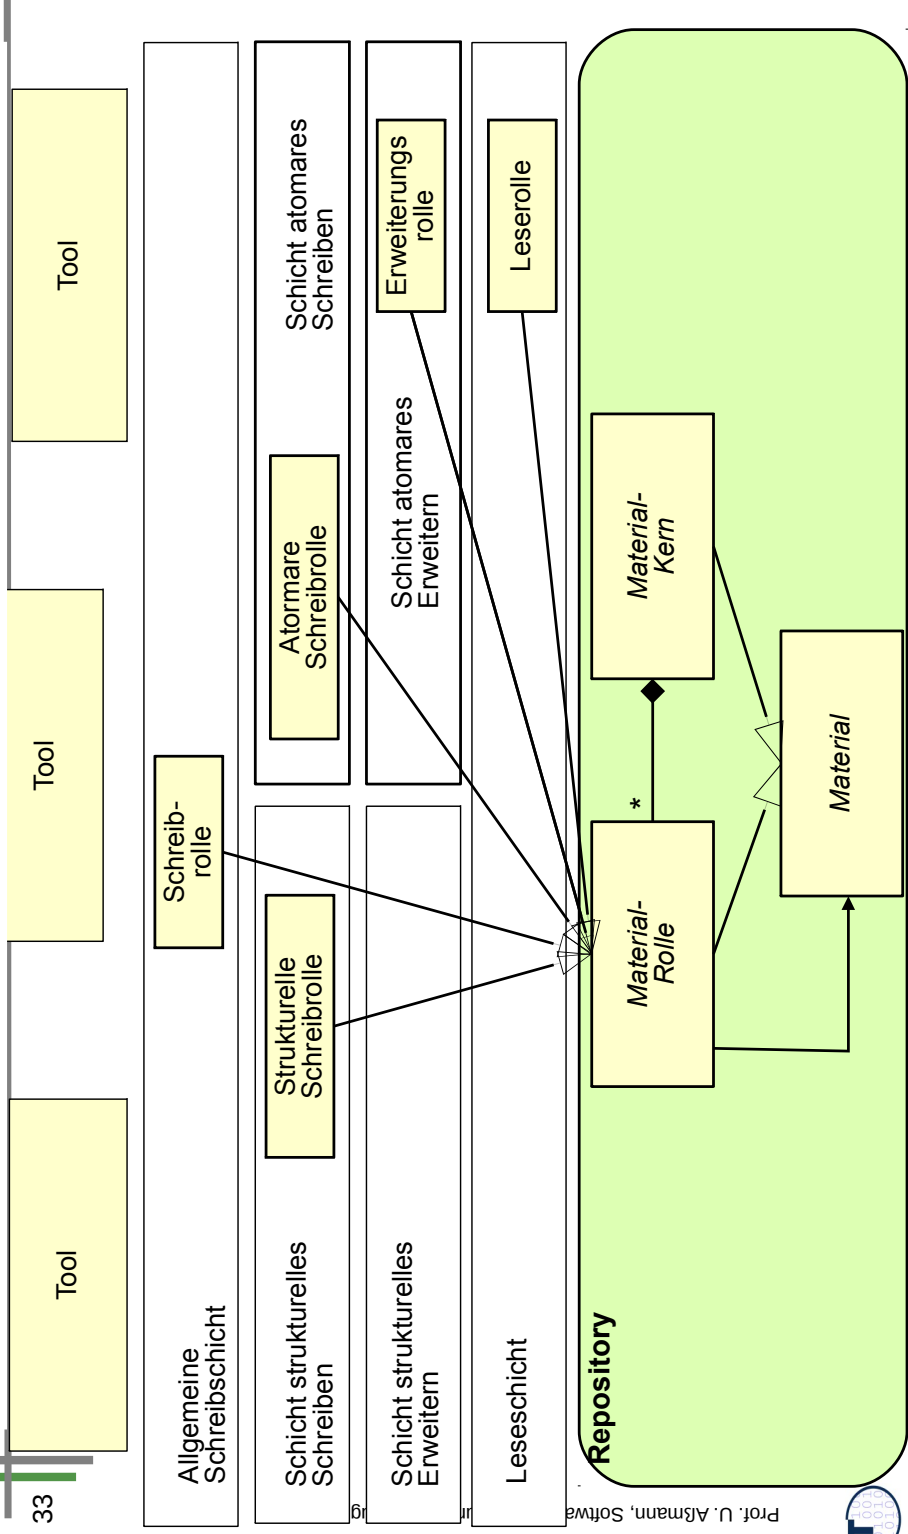 33
Tool
Tool
Tool
Allgemeine
Schreibschicht
Schreib-
rolle
Schicht strukturelles
Schreiben
Strukturelle
Schreibrolle
Atormare
Schreibrolle
Schicht atomares
Schreiben
Schicht strukturelles
Erweitern
Schicht atomares
Erweitern
Erweiterungs
rolle
Leseschicht
Leserolle
Repository
Material-
Rolle
*
Material-
Kern
Material
Prof. U. Aßmann, Softwa